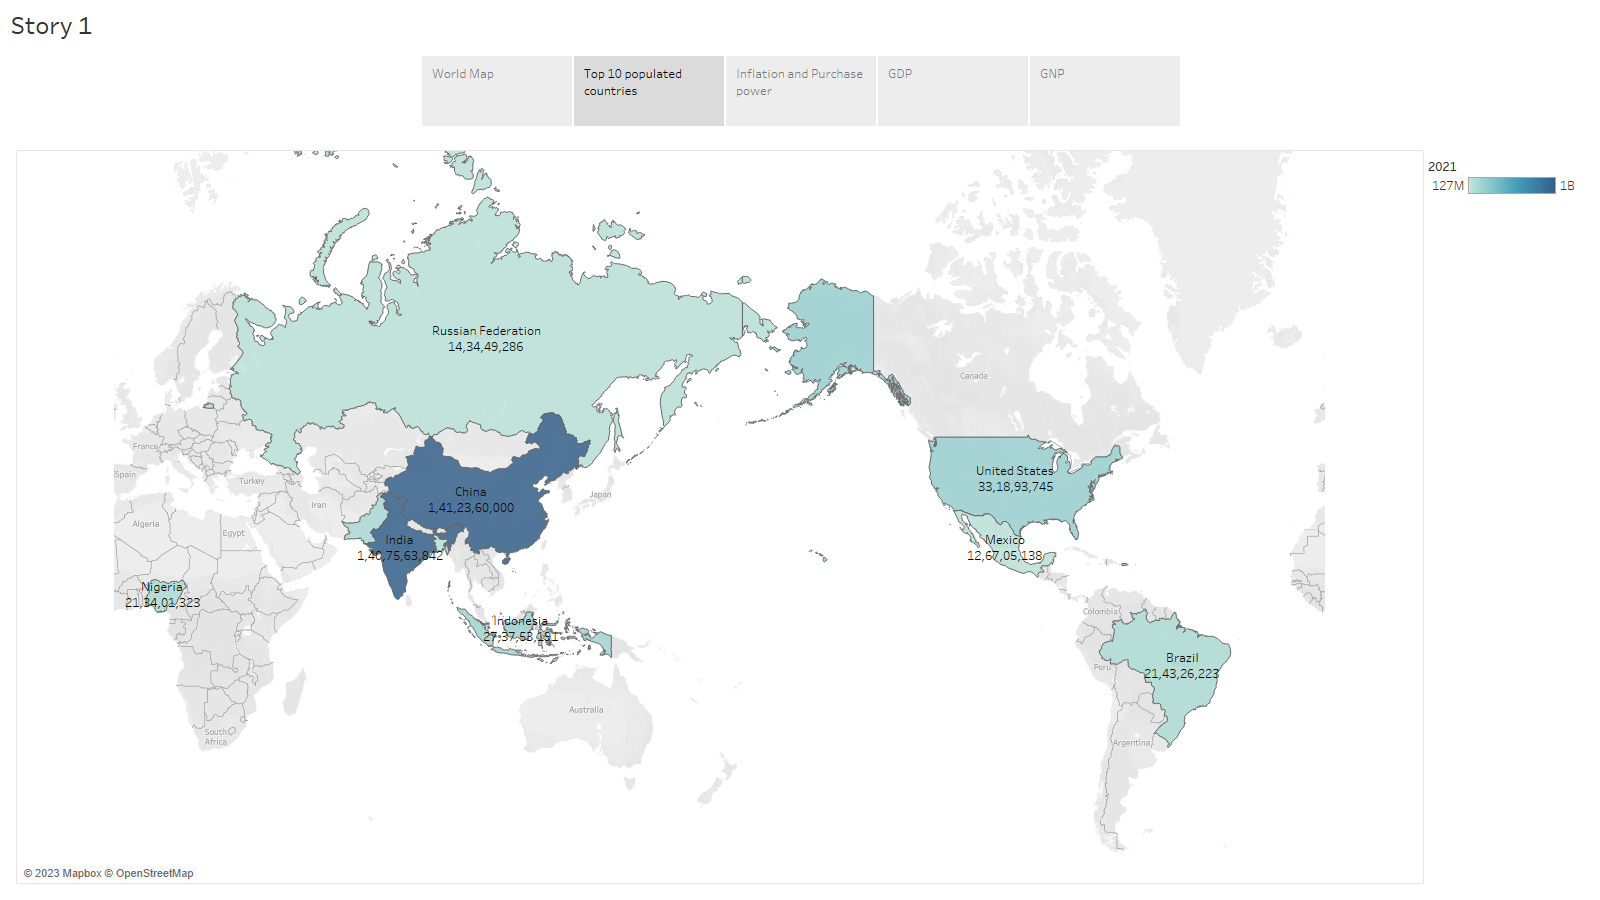 Story 1
World Map
Top 10 populated
countries
Inflation and Purchase
power
GDP
GNP
2021
127M
1B
Russian Federation
14,34,49,286
Canada
France
Spain
Turkey
Iran
Algeria
Egypt
China
1,41,23,60,000
Japan
India
1,40,75,63,842
United States
33,18,93,745
Mexico
12,67,05,138
Nigeria
21,34,01,323
Indonesia
27,37,53,191
Colombia
Brazil
21,43,26,223
Peru
Australia
South
Africa
Argentina
© 2023 Mapbox © OpenStreetMap